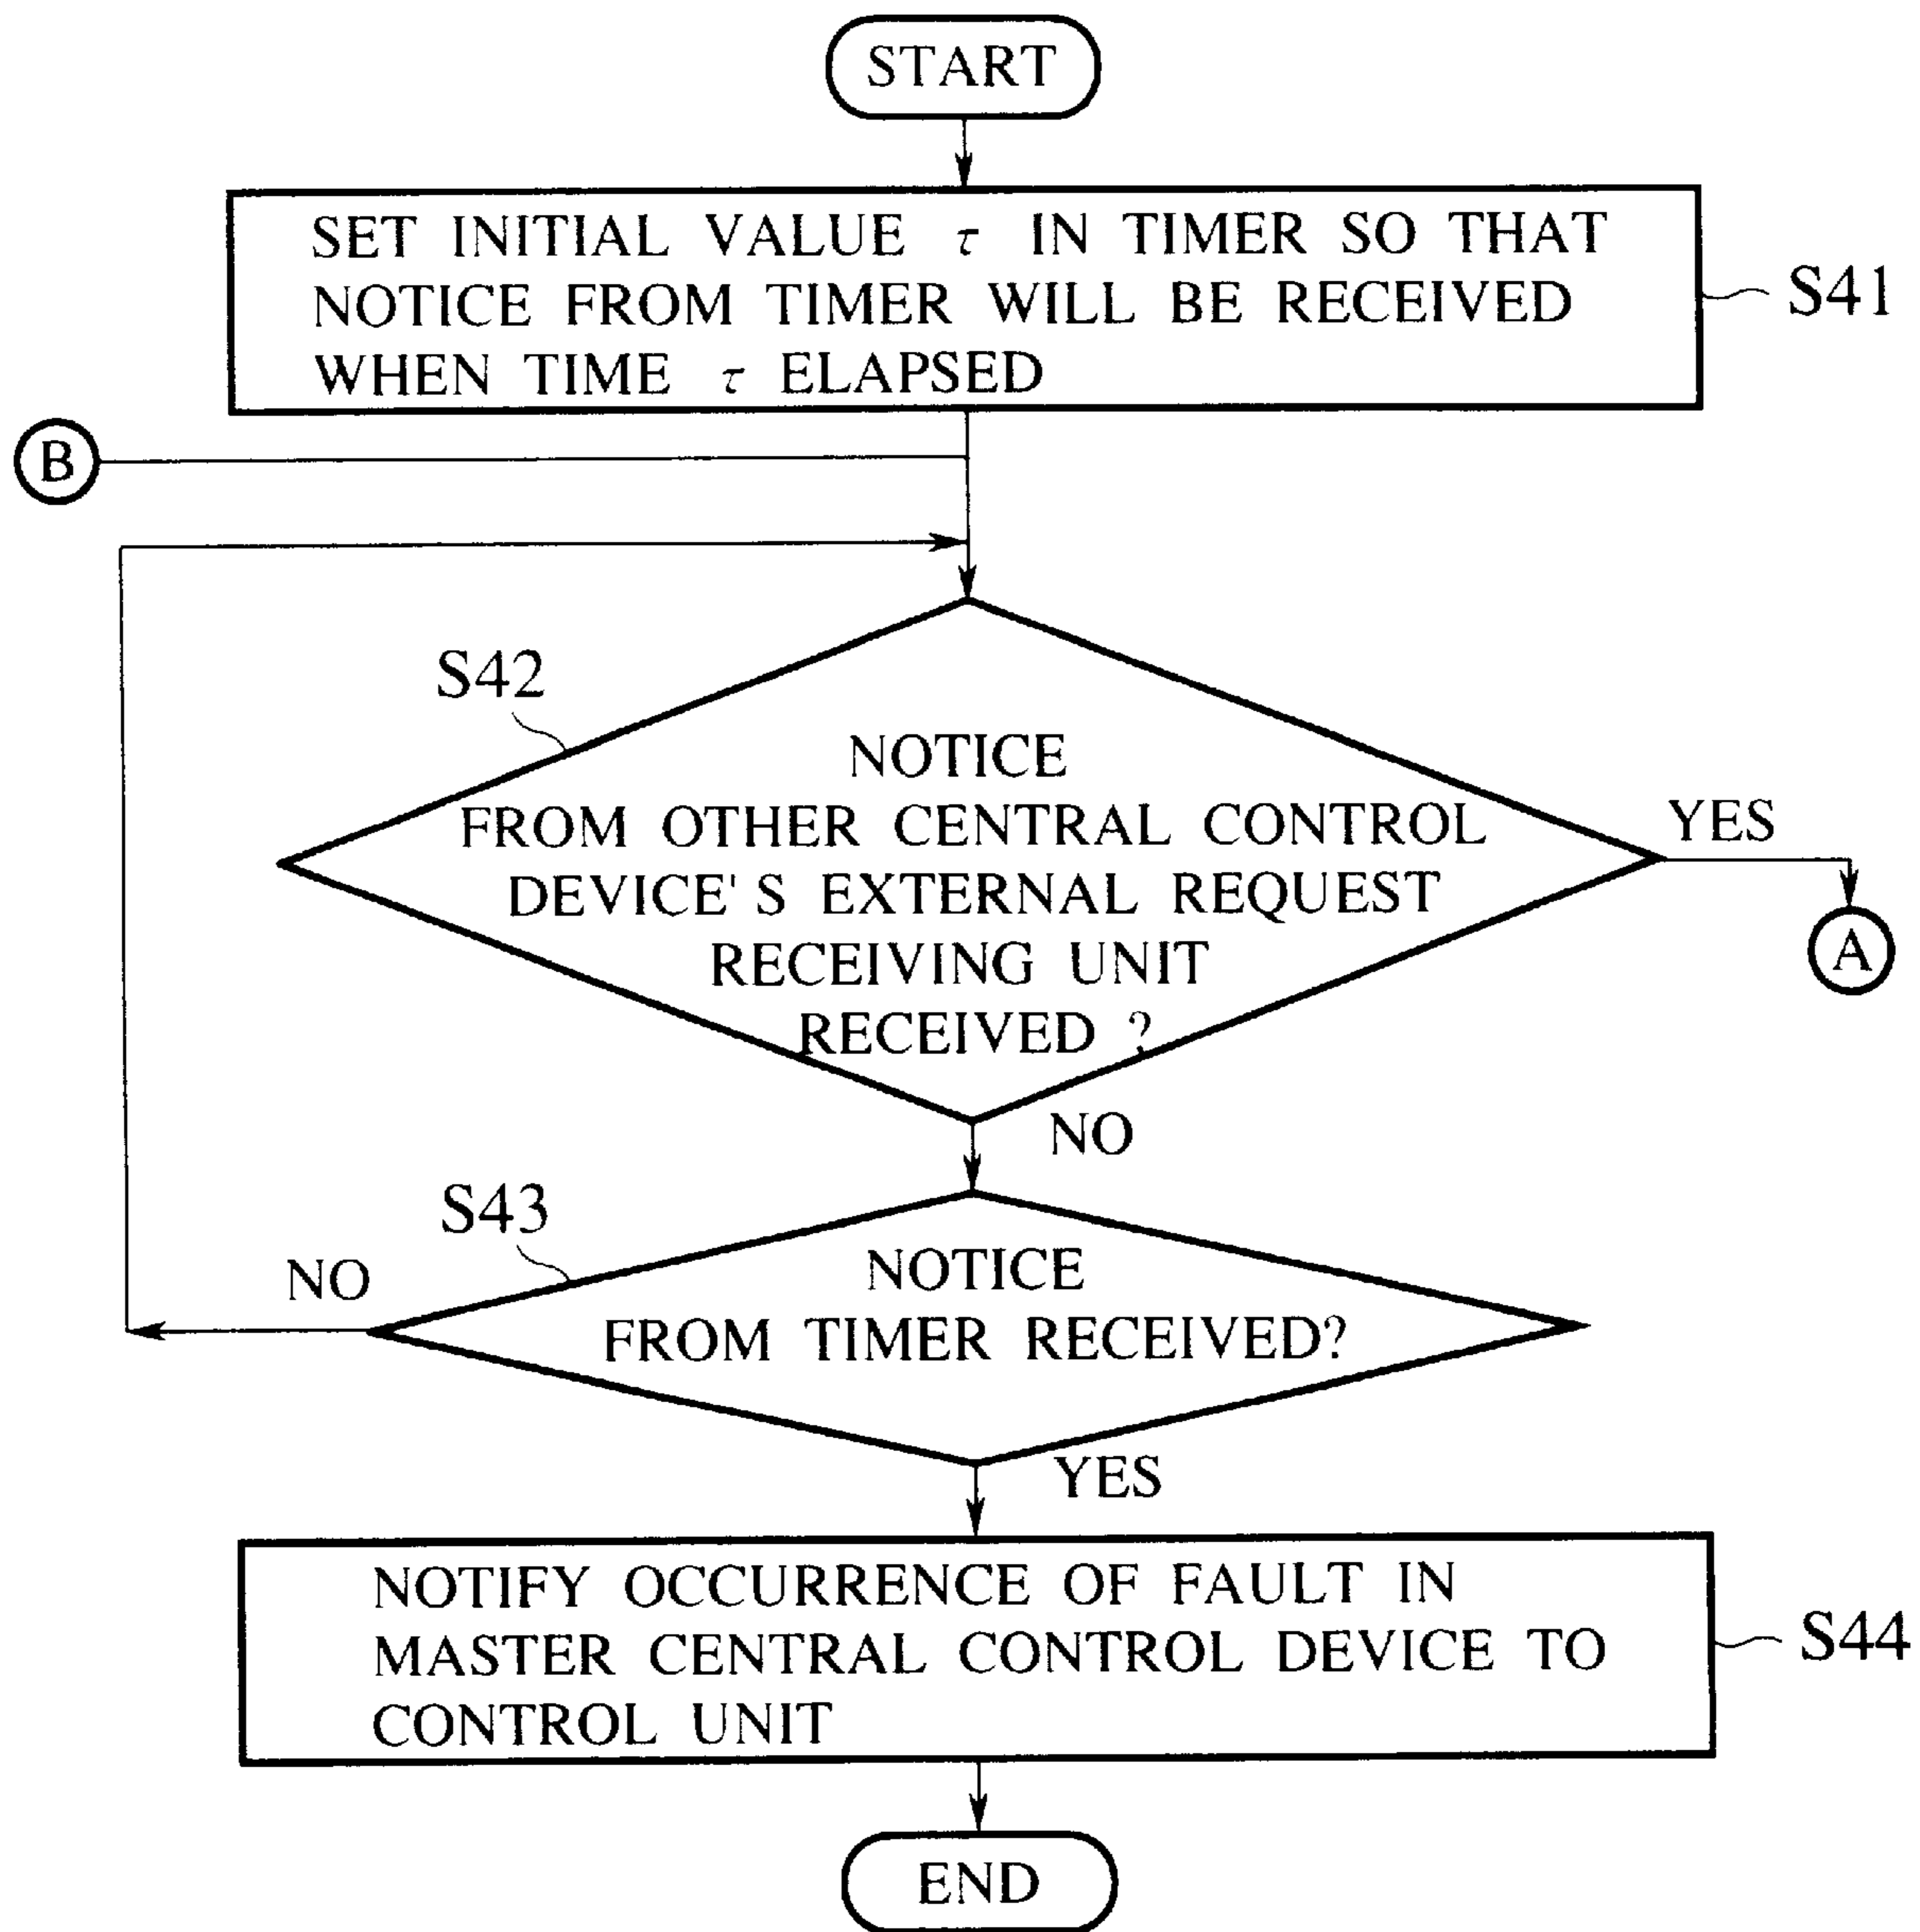 START
SET INITIAL VALUE τ IN TIMER SO THAT
NOTICE FROM TIMER WILL BE RECEIVED
WHEN TIME τ ELAPSED
S41
B
S42
NOTICE
FROM OTHER CENTRAL CONTROL
DEVICE'S EXTERNAL REQUEST
RECEIVING UNIT
RECEIVED ?
YES
A
NO
S43
NOTICE
FROM TIMER RECEIVED?
NO
YES
NOTIFY OCCURRENCE OF FAULT IN
MASTER CENTRAL CONTROL DEVICE TO
CONTROL UNIT
S44
END